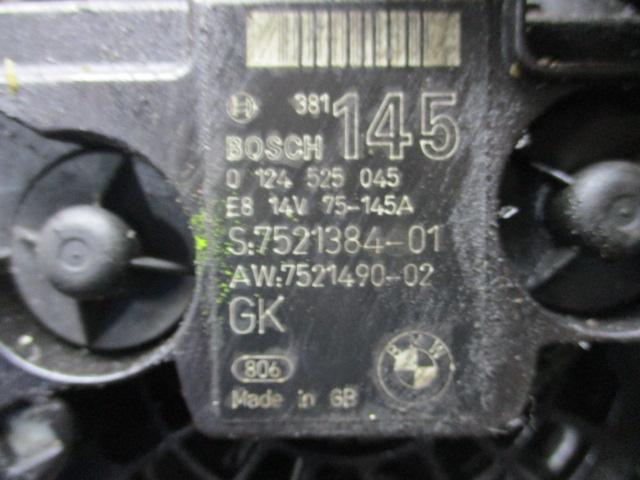 381 145
BOSCH
0 124 525 045
E8 14V 75-145A
S:7521384-01
AW:7521490-02
GK
806
BMW
Made in GB